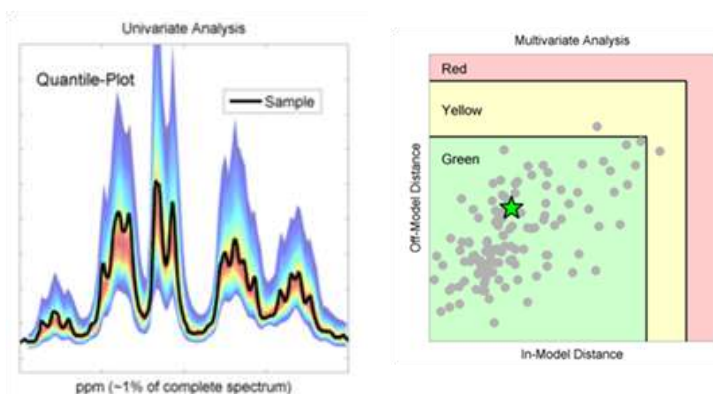 Univariate Analysis
Quantile-Plot
Sample
ppm (~1% of complete spectrum)
Multivariate Analysis
Red
Yellow
Green
Off-Model Distance
In-Model Distance